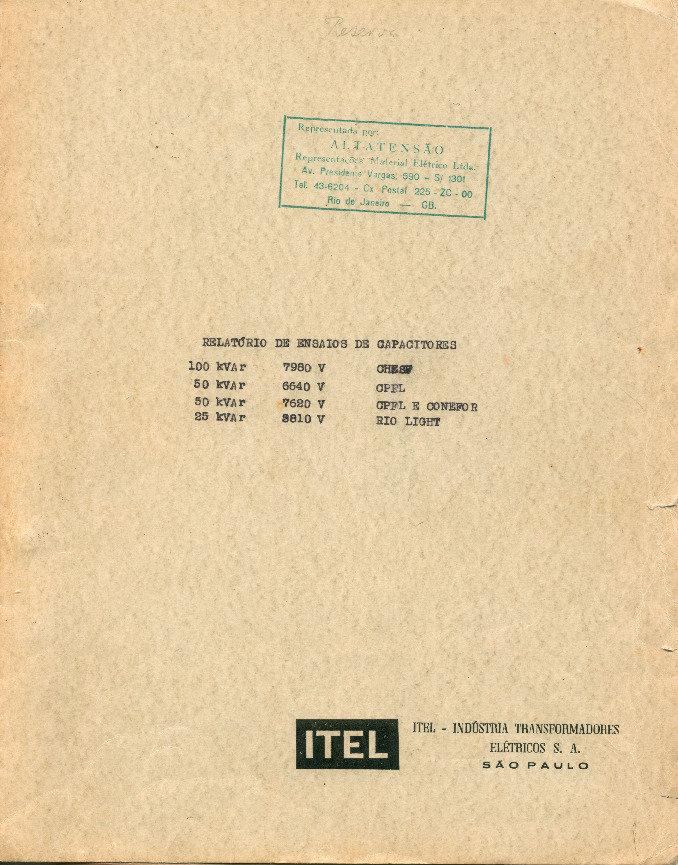 Reserva
Representada por:
ALTATENSÃO
Representações Material Elétrico Ltda.
Av. Presidente Vargas, 590 - S/ 1301
Tel. 43-6204 - Cx Postal 225 - ZC - 00
Rio de Janeiro — GB.
RELATÓRIO DE ENSAIOS DE CAPACITORES
100 kVAr 7960 V CHESF
50 kVAr 6640 V CPFL
50 kVAr 7620 V CPFL E CONEFOR
25 kVAr 3810 V RIO LIGHT
ITEL
ITEL - INDÚSTRIA TRANSFORMADORES
ELÉTRICOS S. A.
SÃO PAULO